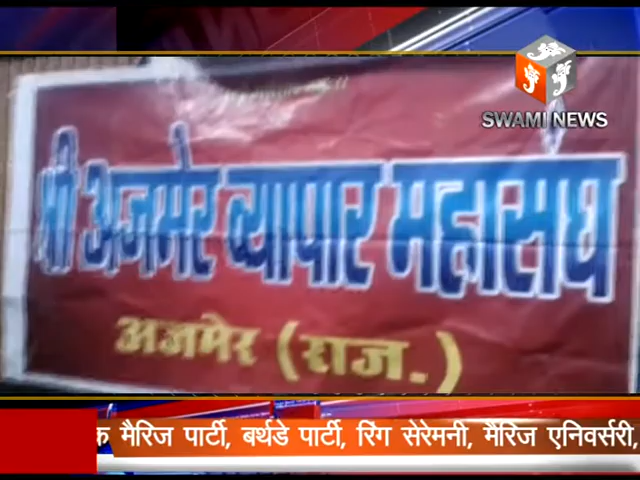 SWAMI NEWS
श्री अजमेर व्यापार महासंघ
अजमेर (राज.)
क मैरिज पार्टी, बर्थडे पार्टी, रिंग सेरेमनी, मैरिज एनिवर्सरी,